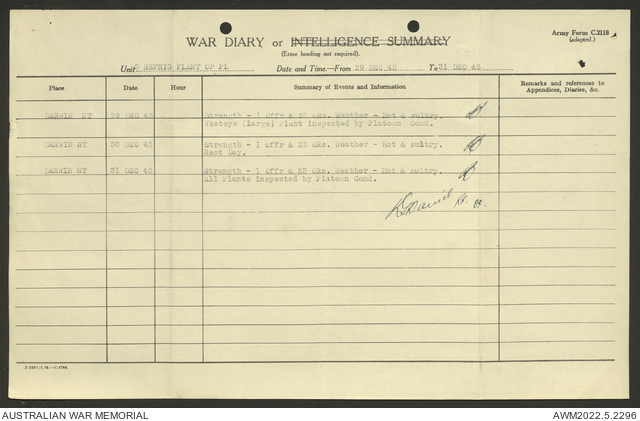 Army Form C.2118
(adapted.)
WAR DIARY or INTELLIGENCE SUMMARY
(Erase heading not required).
Unit 5 REFRIG PLANT OP PL Date and Time.—From 29 DEC 45 To 31 DEC 45
Place Date Hour Summary of Events and Information Remarks and references to Appendices, Diaries, &c.
DARWIN NT 29 DEC 45 Strength - 1 Offr & 23 ORs. Weather - Hot & sultry.
Vesteys (Large) Plant inspected by Platoon Comd.
DARWIN NT 30 DEC 45 Strength - 1 Offr & 23 ORs. Weather - Hot & sultry.
Rest Day.
DARWIN NT 31 DEC 45 Strength - 1 Offr & 23 ORs. Weather - Hot & sultry.
All Plants inspected by Platoon Comd.
AUSTRALIAN WAR MEMORIAL AWM2022.5.2296